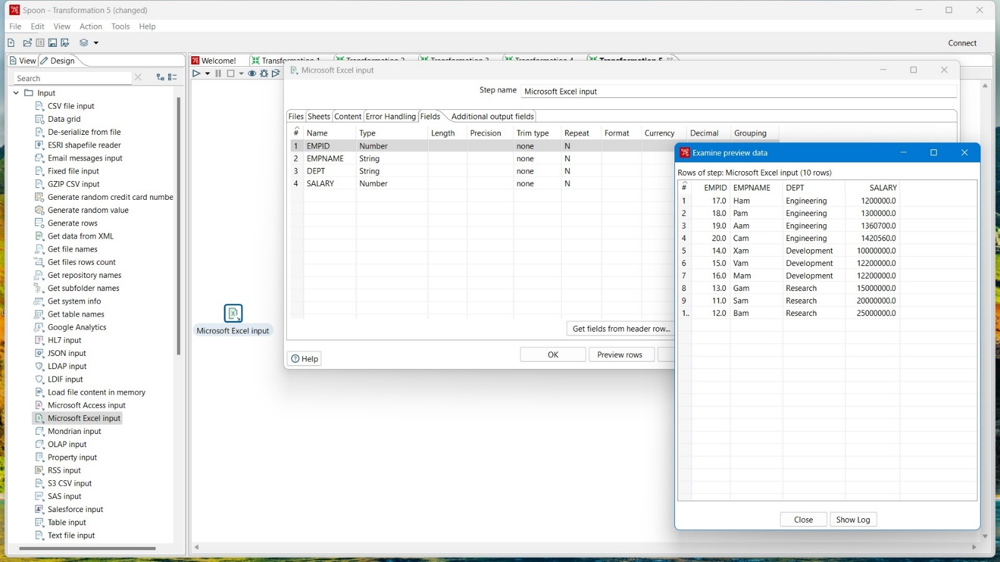 Spoon - Transformation 5 (changed)
File Edit View Action Tools Help
Connect
View Design
Search
Input
CSV file input
Data grid
De-serialize from file
ESRI shapefile reader
Email messages input
Fixed file input
GZIP CSV input
Generate random credit card numbe
Generate random value
Generate rows
Get data from XML
Get file names
Get files rows count
Get repository names
Get subfolder names
Get system info
Get table names
Google Analytics
HL7 input
JSON input
LDAP input
LDIF input
Load file content in memory
Microsoft Access input
Microsoft Excel input
Mondrian input
OLAP input
Property input
RSS input
S3 CSV input
SAS input
Salesforce input
Table input
Text file input
Welcome! Transformation 1 Transformation 2 Transformation 3 Transformation 4 Transformation 5
Microsoft Excel input
Microsoft Excel input
Step name Microsoft Excel input
Files Sheets Content Error Handling Fields Additional output fields
# Name Type Length Precision Trim type Repeat Format Currency Decimal Grouping
1 EMPID Number none N
2 EMPNAME String none N
3 DEPT String none N
4 SALARY Number none N
Get fields from header row...
Help OK Preview rows
Examine preview data
Rows of step: Microsoft Excel input (10 rows)
# EMPID EMPNAME DEPT SALARY
1 17.0 Ham Engineering 1200000.0
2 18.0 Pam Engineering 1300000.0
3 19.0 Aam Engineering 1360700.0
4 20.0 Cam Engineering 1420560.0
5 14.0 Xam Development 10000000.0
6 15.0 Vam Development 12200000.0
7 16.0 Mam Development 12200000.0
8 13.0 Gam Research 15000000.0
9 11.0 Sam Research 20000000.0
1.. 12.0 Bam Research 25000000.0
Close Show Log